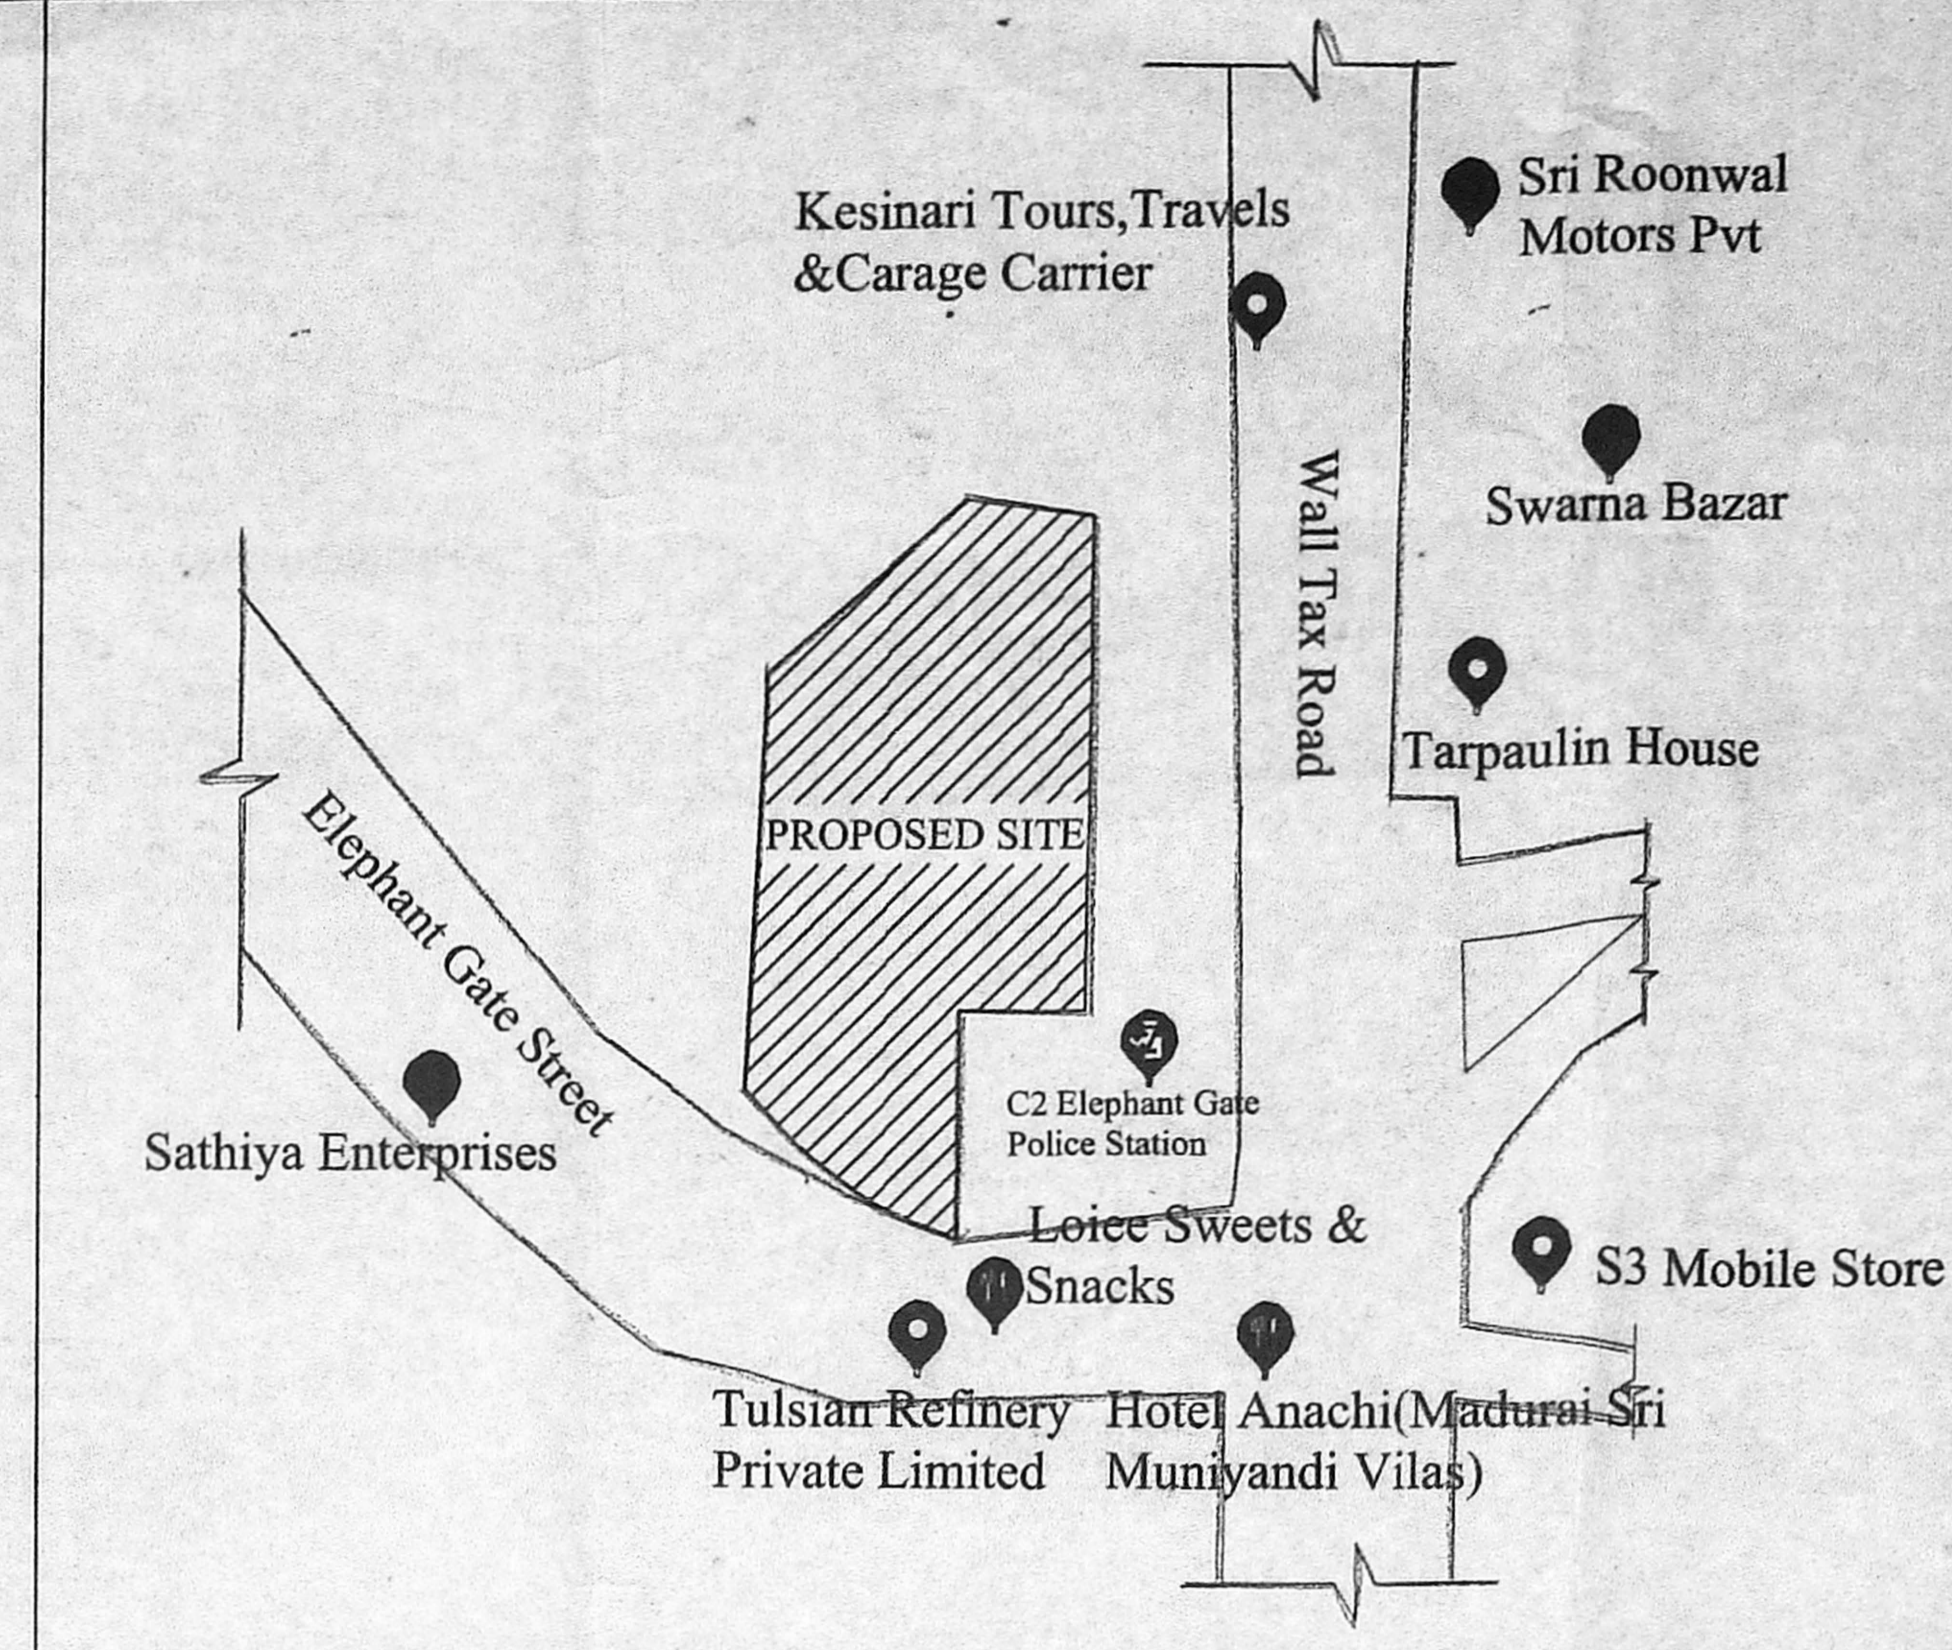 Sri Roonwal
Motors Pvt
Kesinari Tours,Travels
&Carage Carrier
Swarna Bazar
Wall Tax Road
Tarpaulin House
PROPOSED SITE
Elephant Gate Street
C2 Elephant Gate
Police Station
Sathiya Enterprises
Loiee Sweets &
Snacks
S3 Mobile Store
Tulsian Refinery
Private Limited
Hotel Anachi(Madurai Sri
Muniyandi Vilas)